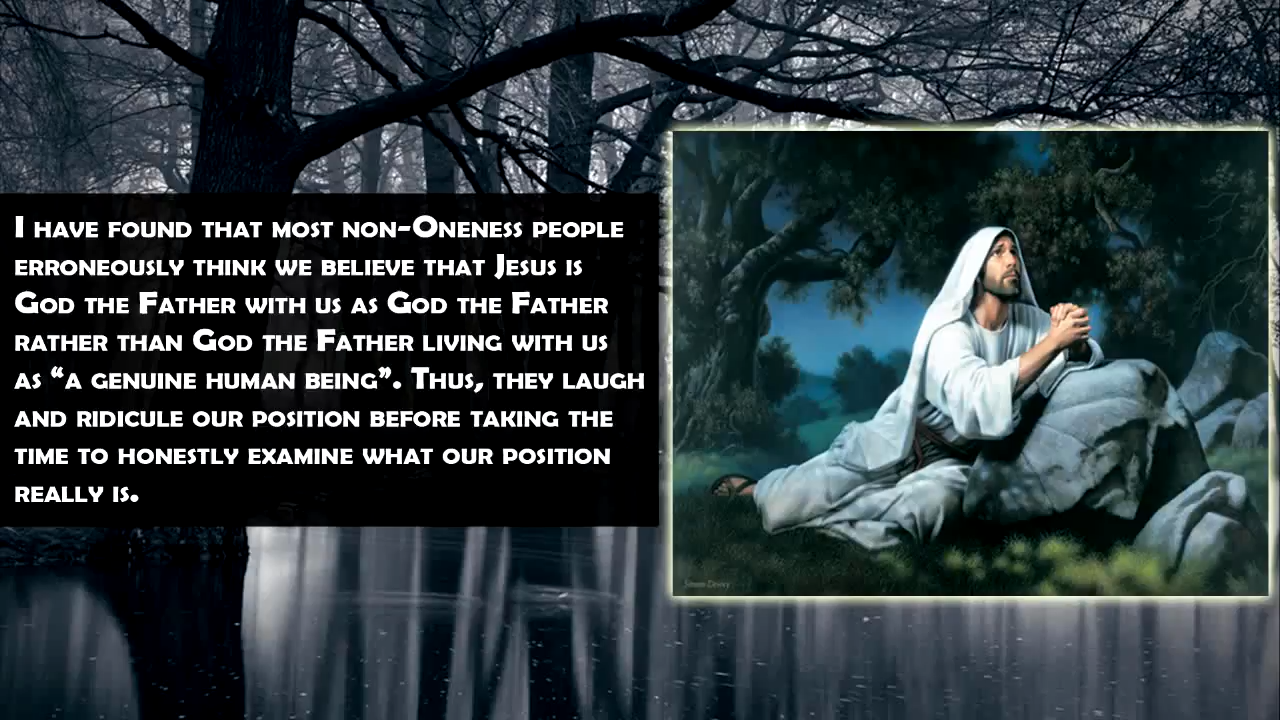 I have found that most non-Oneness people
erroneously think we believe that Jesus is
God the Father with us as God the Father
rather than God the Father living with us
as “a genuine human being”. Thus, they laugh
and ridicule our position before taking the
time to honestly examine what our position
really is.
Simon Dewey